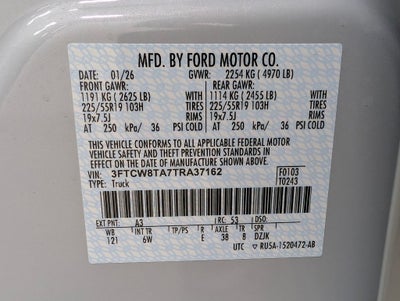 MFD. BY FORD MOTOR CO.
DATE: 01/26 GVWR: 2254 KG ( 4970 LB)
FRONT GAWR: REAR GAWR:
1191 KG ( 2625 LB) 1114 KG ( 2455 LB)
225/55R19 103H TIRES 225/55R19 103H TIRES
19x7.5J RIMS 19x7.5J RIMS
AT 250 kPa/ 36 PSI COLD AT 250 kPa/ 36 PSI COLD
THIS VEHICLE CONFORMS TO ALL APPLICABLE FEDERAL MOTOR
VEHICLE SAFETY AND THEFT PREVENTION STANDARDS IN
EFFECT ON THE DATE OF MANUFACTURE SHOWN ABOVE.
VIN: 3FTCW8TA7TRA37162 F0103
TYPE: Truck T0243
EXT PNT: A3 RC: 53 DSO:
WB INT TR TP/PS R AXLE TR SPR
121 6W E 38 8 DZJK
UTC ▽ RU5A-1520472-AB